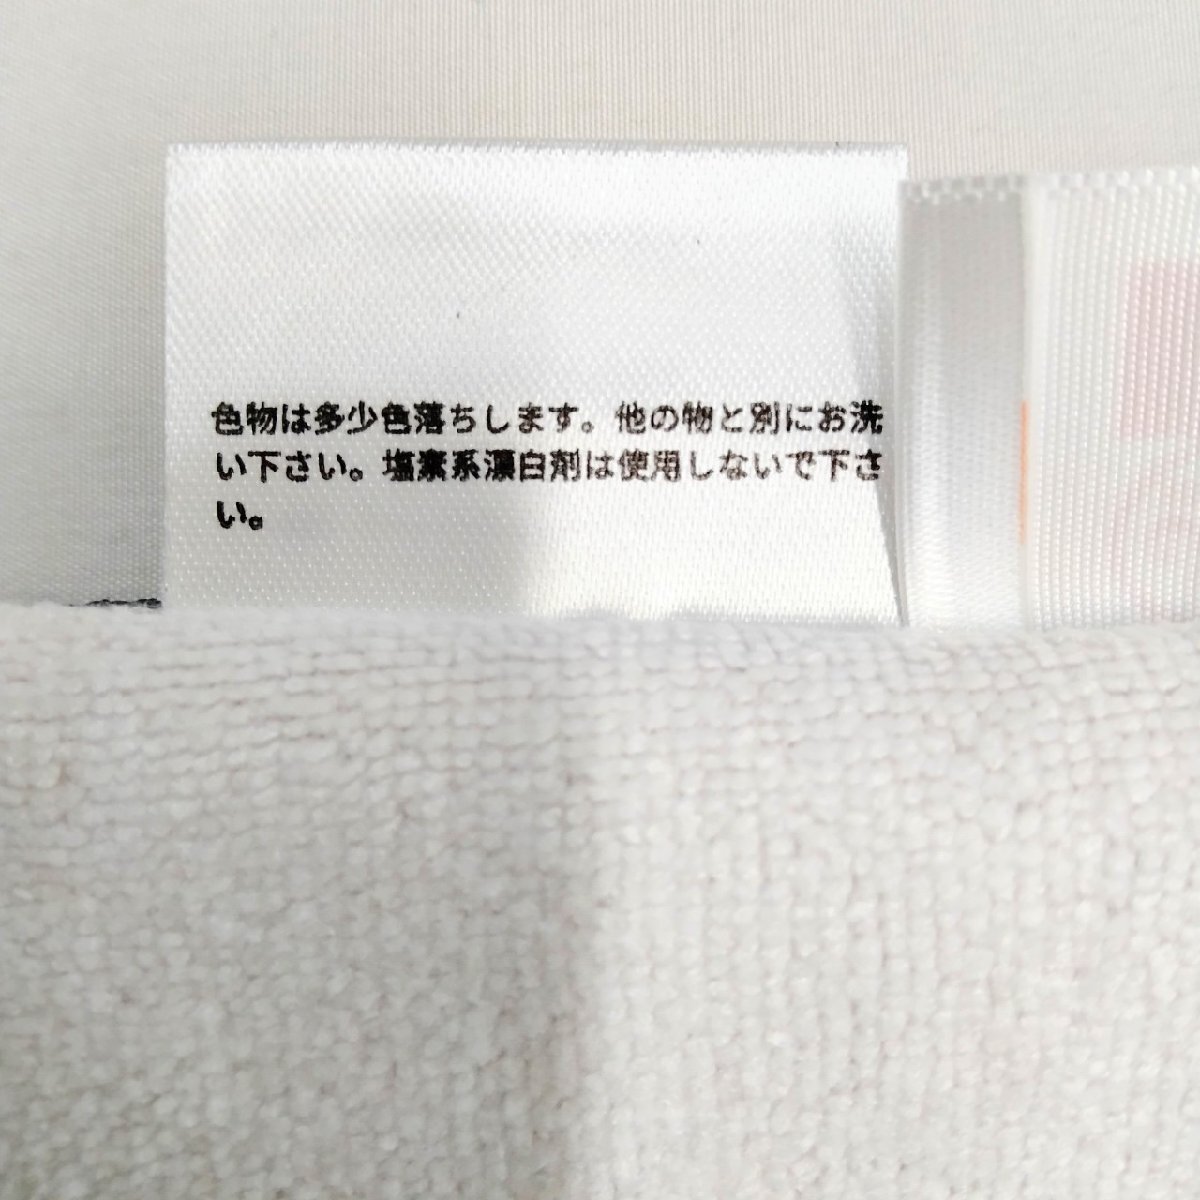 色物は多少色落ちします。他の物と別にお洗
い下さい。塩素系漂白剤は使用しないで下さ
い。